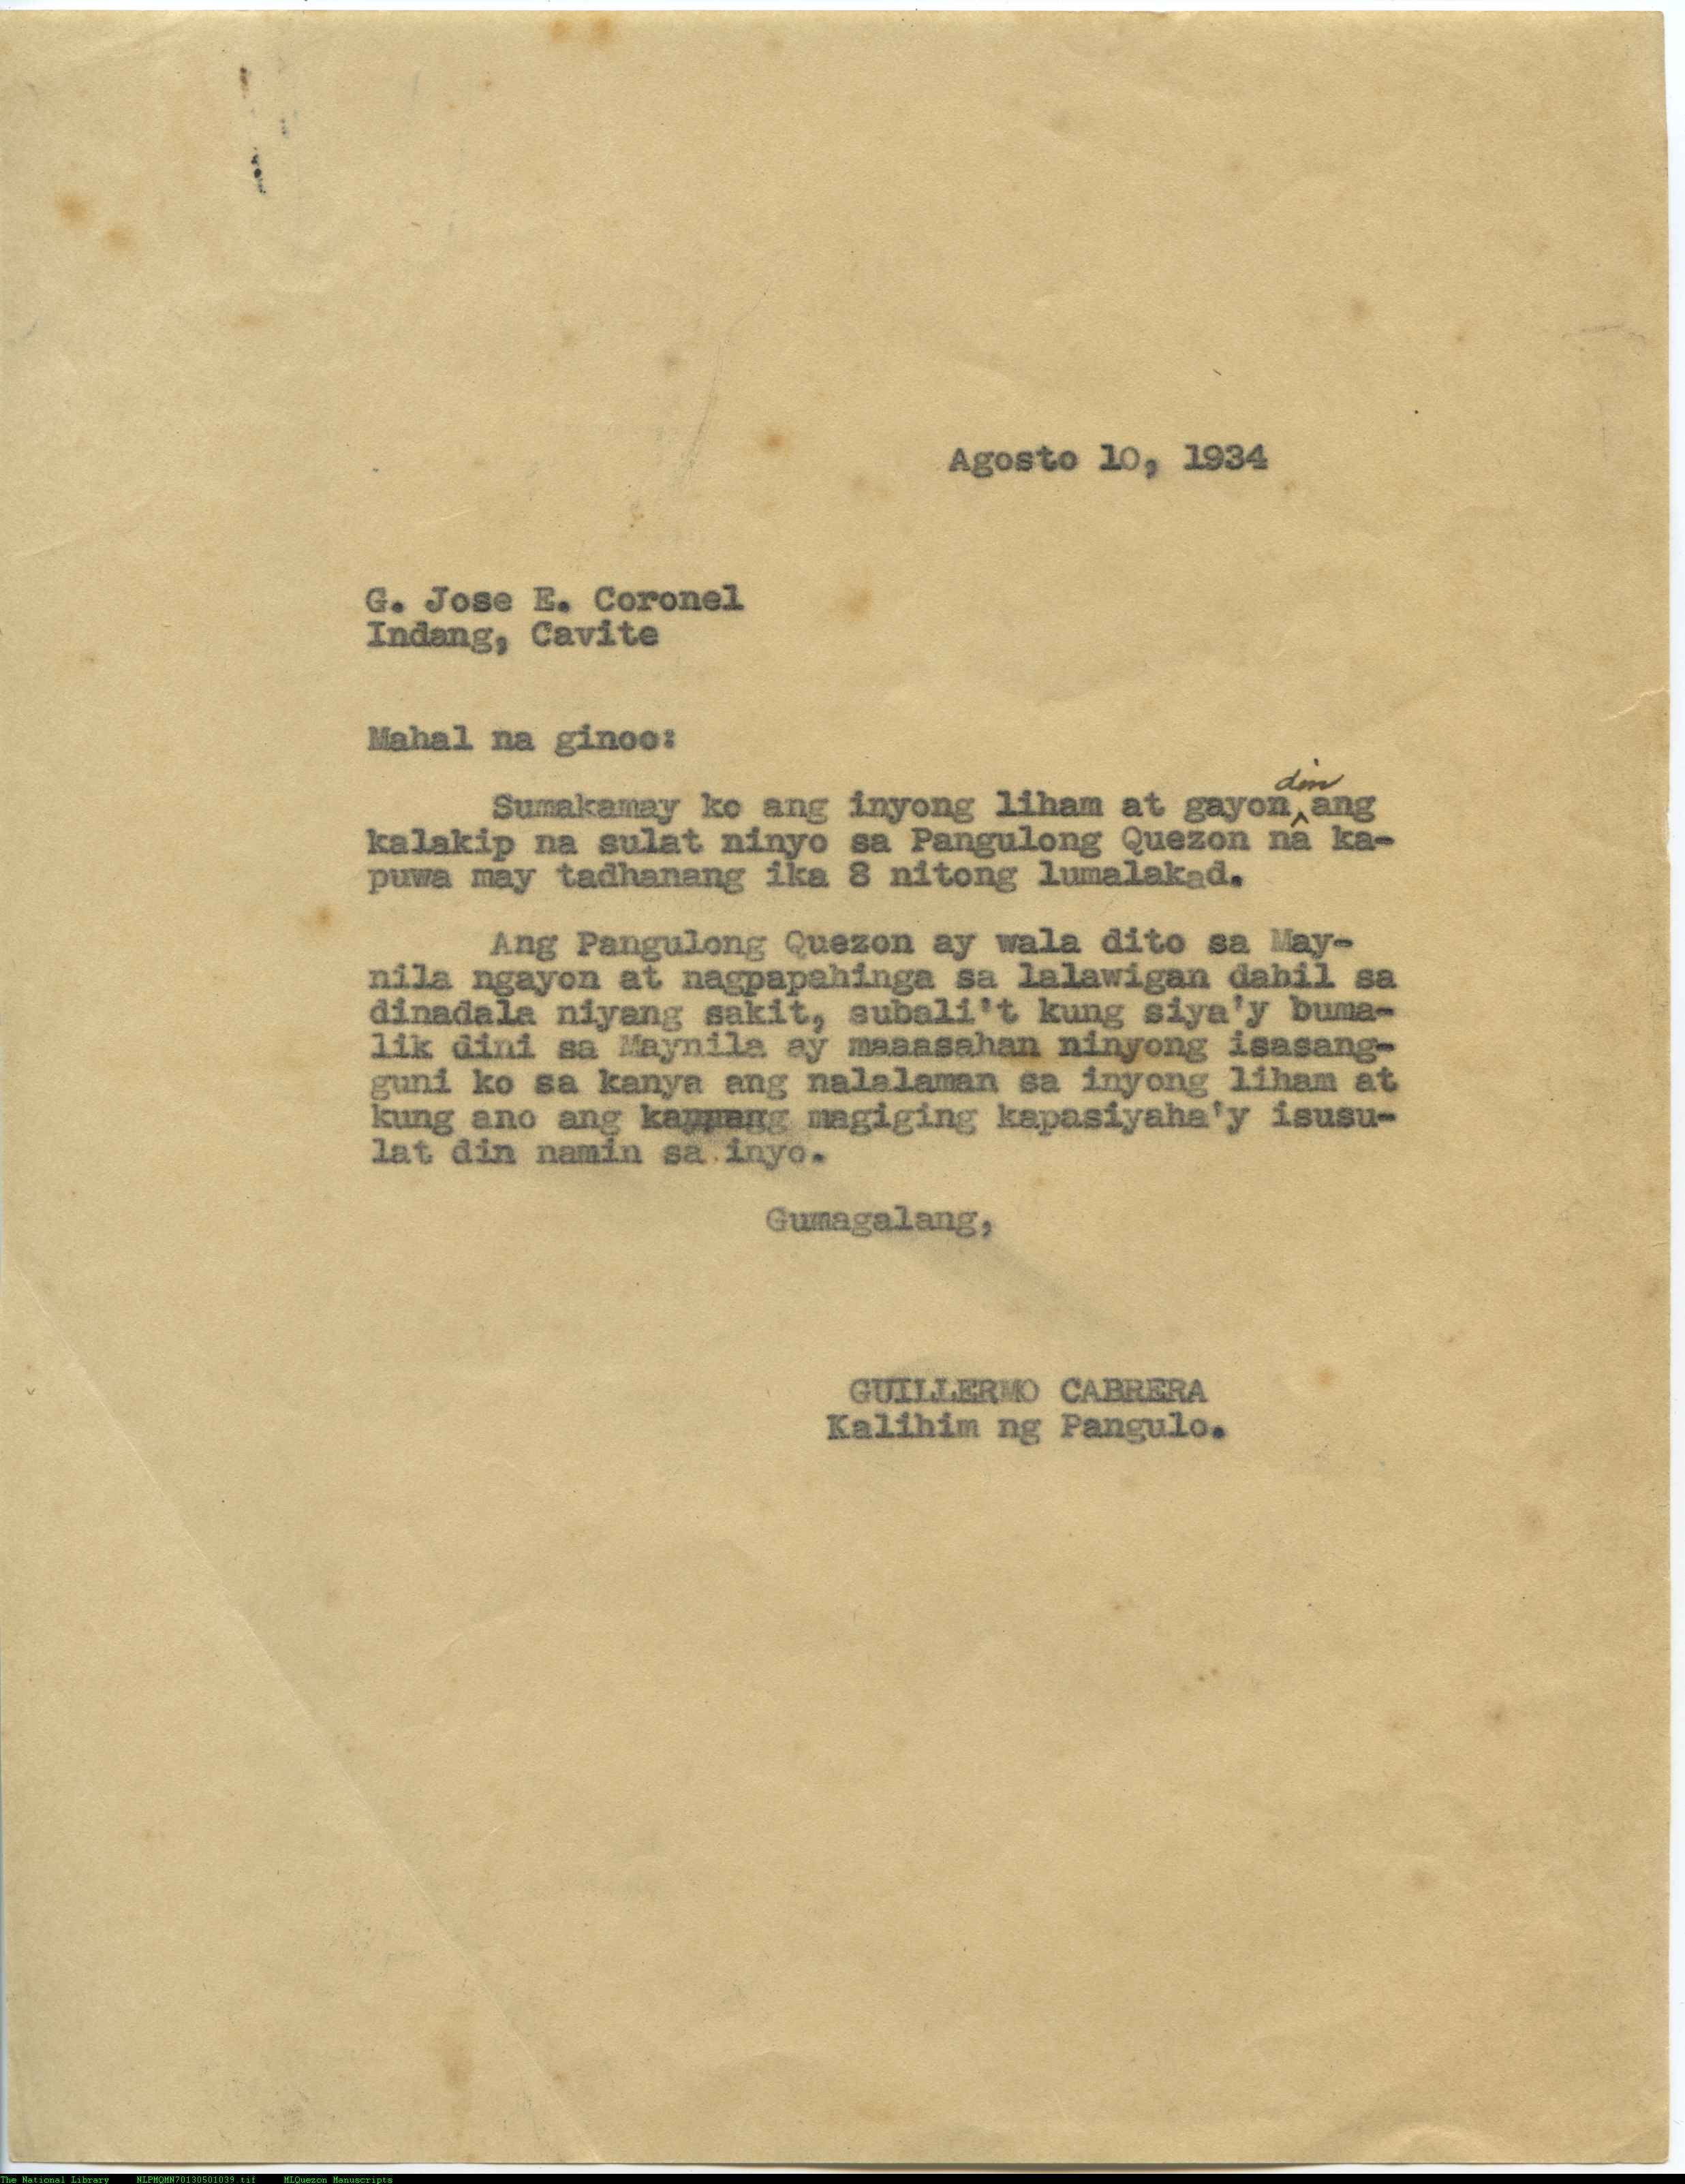 Agosto 10, 1934
G. Jose E. Coronel
Indang, Cavite
Mahal na ginoo:
din
Sumakamay ko ang inyong liham at gayon ^ ang
kalakip na sulat ninyo sa Pangulong Quezon na ka-
puwa may tadhanang ika 8 nitong lumalakad.
Ang Pangulong Quezon ay wala dito sa May-
nila ngayon at nagpapahinga sa lalawigan dahil sa
dinadala niyang sakit, subali't kung siya'y buma-
lik dini sa Maynila ay maaasahan ninyong isasang-
guni ko sa kanya ang nalalaman sa inyong liham at
kung ano ang magiging kapasiyaha'y isusu-
lat din namin sa inyo.
Gumagalang,
GUILLERMO CABRERA
Kalihim ng Pangulo.
The National Library NLPMQMN70130501039.tif MLQuezon Manuscripts